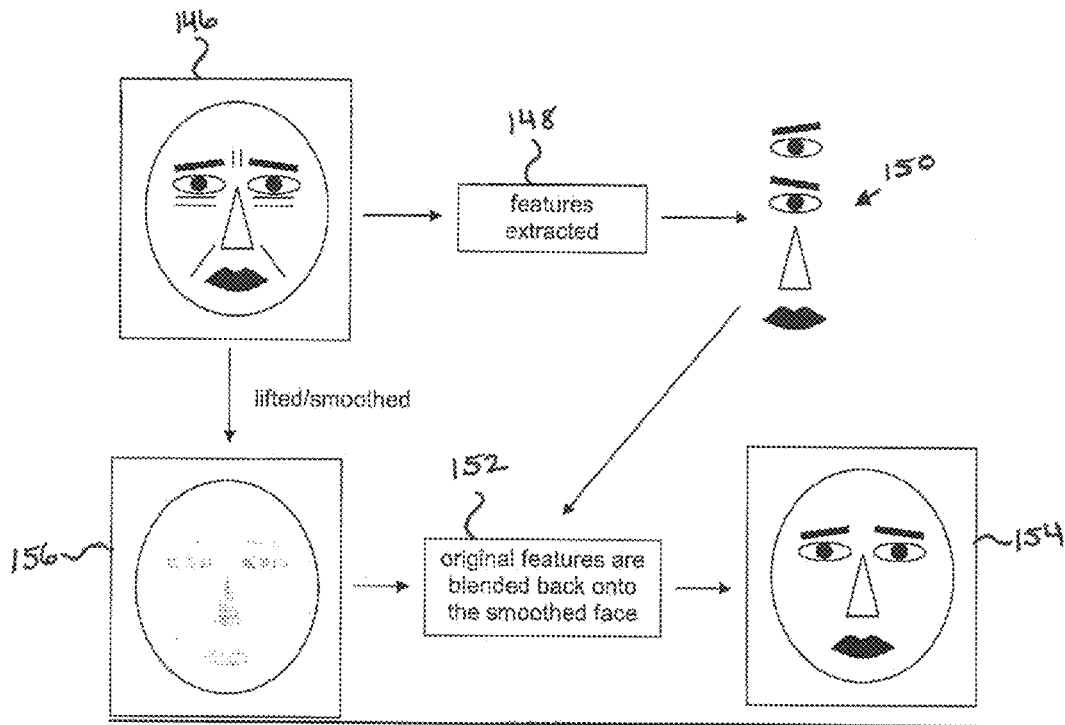 146
148
150
features
extracted
lifted/smoothed
152
156
154
original features are
blended back onto
the smoothed face